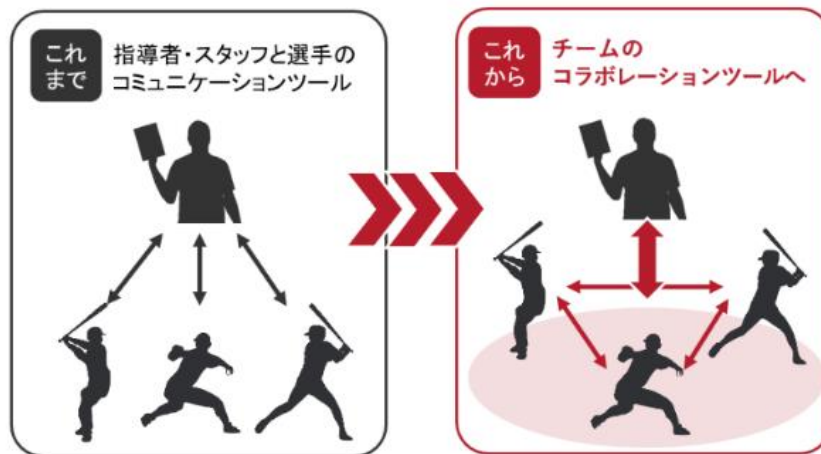 これ
まで
指導者・スタッフと選手の
コミュニケーションツール
これ
から
チームの
コラボレーションツールへ